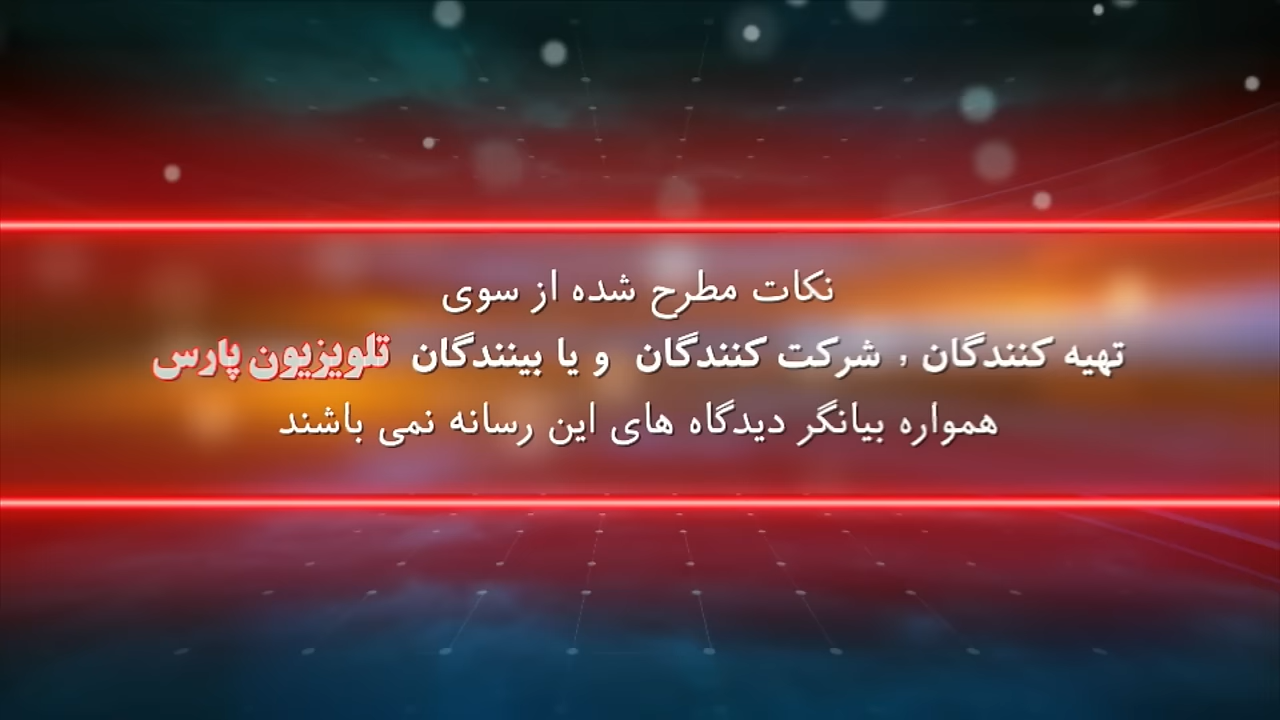 نکات مطرح شده از سوی
تهیه کنندگان , شرکت کنندگان و یا بینندگان تلویزیون پارس
همواره بیانگر دیدگاه های این رسانه نمی باشند